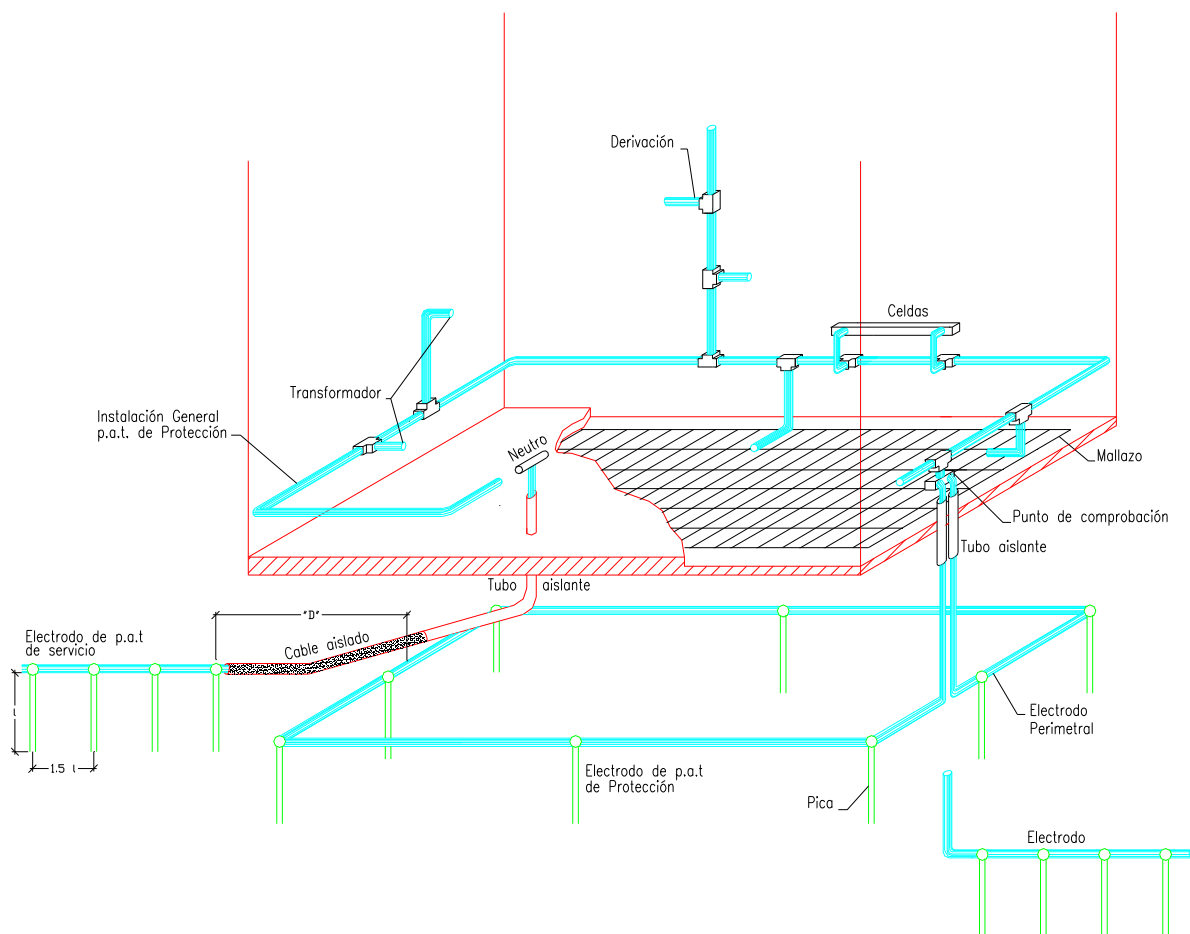 Derivación
Celdas
Transformador
Instalación General
p.a.t. de Protección
Neutro
Mallazo
Punto de comprobación
Tubo aislante
Tubo aislante
"D"
Cable aislado
Electrodo de p.a.t
de servicio
l
1.5 l
Electrodo
Perimetral
Electrodo de p.a.t
de Protección
Pica
Electrodo